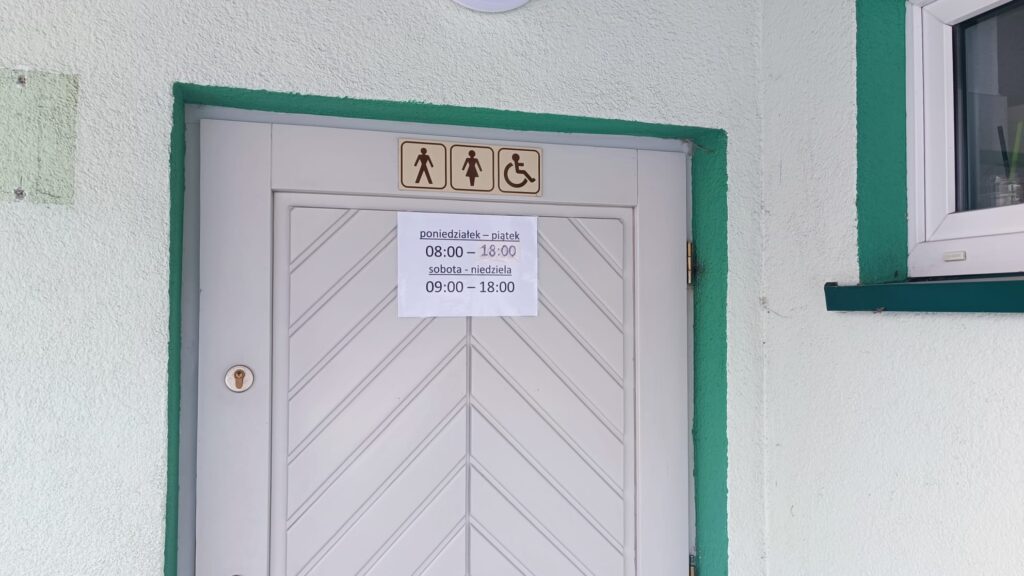 poniedziałek – piątek
08:00 – 18:00
sobota - niedziela
09:00 – 18:00